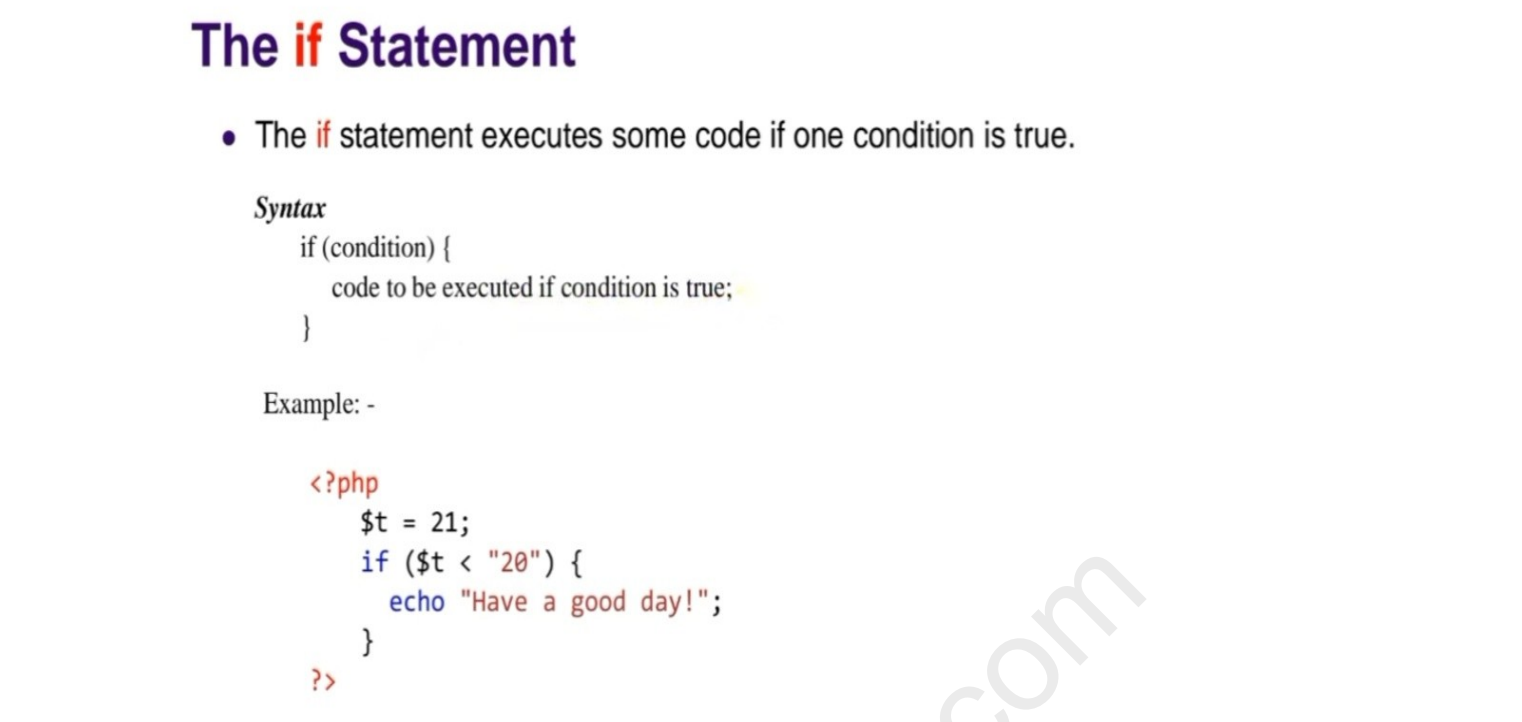 The if Statement
• The if statement executes some code if one condition is true.
Syntax
if (condition) {
code to be executed if condition is true;
}
Example: -
<?php
$t = 21;
if ($t < "20") {
echo "Have a good day!";
}
?>
com